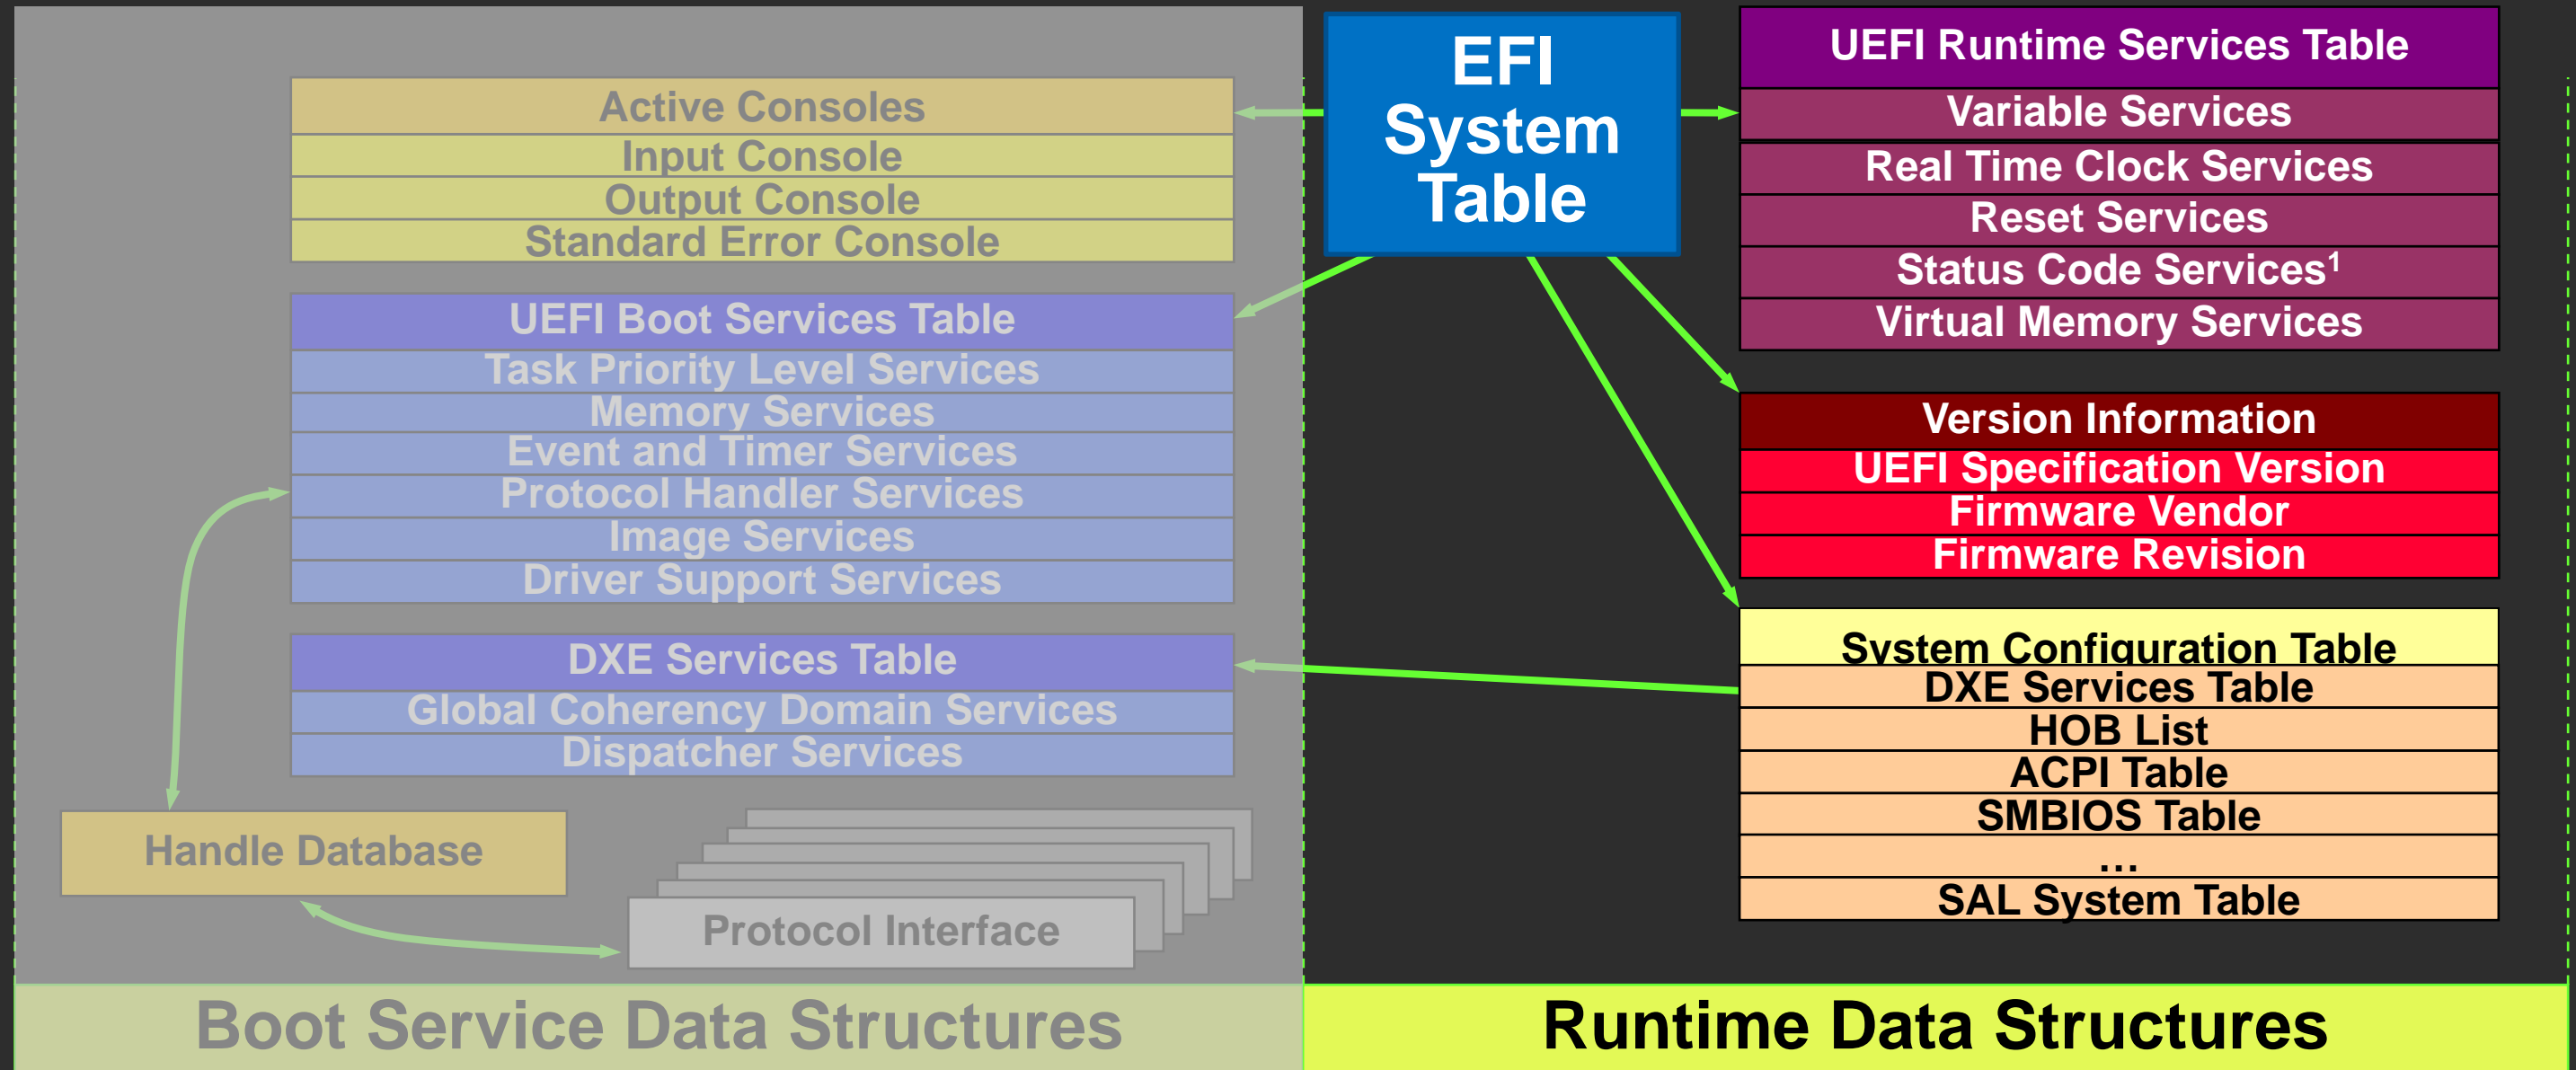 EFI
System
Table
Active Consoles
Input Console
Output Console
Standard Error Console
UEFI Boot Services Table
Task Priority Level Services
Memory Services
Event and Timer Services
Protocol Handler Services
Image Services
Driver Support Services
DXE Services Table
Global Coherency Domain Services
Dispatcher Services
Handle Database
Protocol Interface
Boot Service Data Structures
UEFI Runtime Services Table
Variable Services
Real Time Clock Services
Reset Services
Status Code Services¹
Virtual Memory Services
Version Information
UEFI Specification Version
Firmware Vendor
Firmware Revision
System Configuration Table
DXE Services Table
HOB List
ACPI Table
SMBIOS Table
…
SAL System Table
Runtime Data Structures